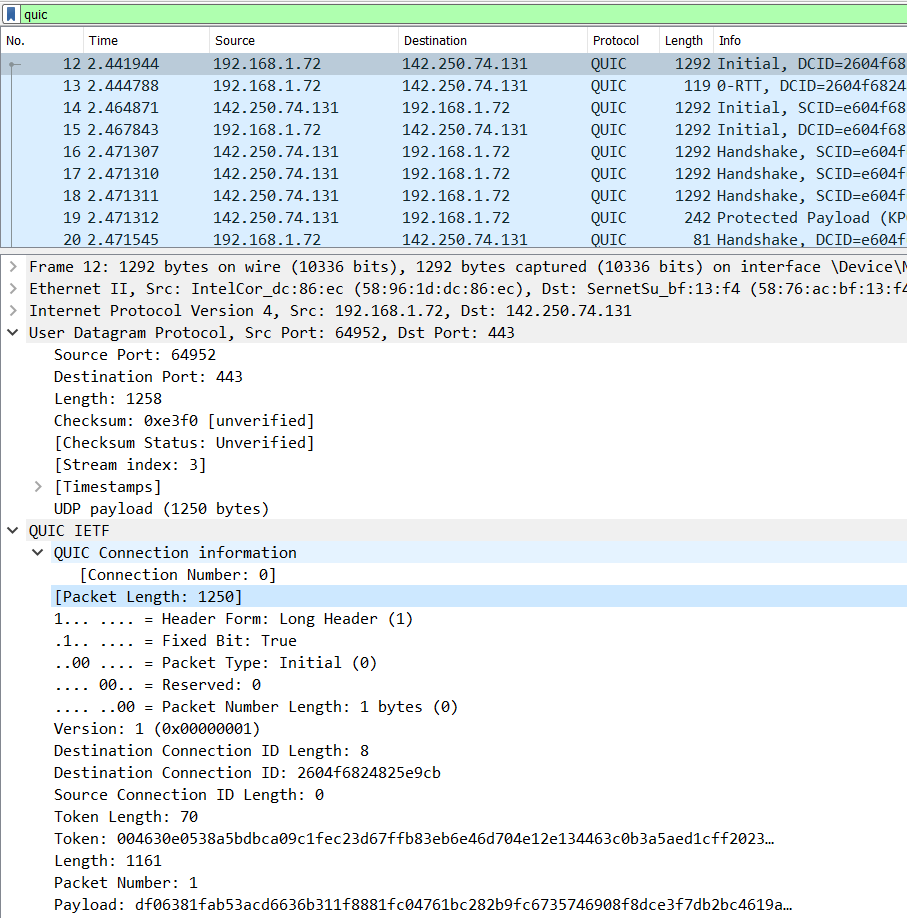 quic
No. Time Source Destination Protocol Length Info
12 2.441944 192.168.1.72 142.250.74.131 QUIC 1292 Initial, DCID=2604f68
13 2.444788 192.168.1.72 142.250.74.131 QUIC 119 0-RTT, DCID=2604f6824
14 2.464871 142.250.74.131 192.168.1.72 QUIC 1292 Initial, SCID=e604f68
15 2.467843 192.168.1.72 142.250.74.131 QUIC 1292 Initial, DCID=e604f68
16 2.471307 142.250.74.131 192.168.1.72 QUIC 1292 Handshake, SCID=e604f
17 2.471310 142.250.74.131 192.168.1.72 QUIC 1292 Handshake, SCID=e604f
18 2.471311 142.250.74.131 192.168.1.72 QUIC 1292 Handshake, SCID=e604f
19 2.471312 142.250.74.131 192.168.1.72 QUIC 242 Protected Payload (KP
20 2.471545 192.168.1.72 142.250.74.131 QUIC 81 Handshake, DCID=e604f
Frame 12: 1292 bytes on wire (10336 bits), 1292 bytes captured (10336 bits) on interface \Device\N
Ethernet II, Src: IntelCor_dc:86:ec (58:96:1d:dc:86:ec), Dst: SernetSu_bf:13:f4 (58:76:ac:bf:13:f4
Internet Protocol Version 4, Src: 192.168.1.72, Dst: 142.250.74.131
User Datagram Protocol, Src Port: 64952, Dst Port: 443
Source Port: 64952
Destination Port: 443
Length: 1258
Checksum: 0xe3f0 [unverified]
[Checksum Status: Unverified]
[Stream index: 3]
[Timestamps]
UDP payload (1250 bytes)
QUIC IETF
QUIC Connection information
[Connection Number: 0]
[Packet Length: 1250]
1... .... = Header Form: Long Header (1)
.1.. .... = Fixed Bit: True
..00 .... = Packet Type: Initial (0)
.... 00.. = Reserved: 0
.... ..00 = Packet Number Length: 1 bytes (0)
Version: 1 (0x00000001)
Destination Connection ID Length: 8
Destination Connection ID: 2604f6824825e9cb
Source Connection ID Length: 0
Token Length: 70
Token: 004630e0538a5bdbca09c1fec23d67ffb83eb6e46d704e12e134463c0b3a5aed1cff2023…
Length: 1161
Packet Number: 1
Payload: df06381fab53acd6636b311f8881fc04761bc282b9fc6735746908f8dce3f7db2bc4619a…